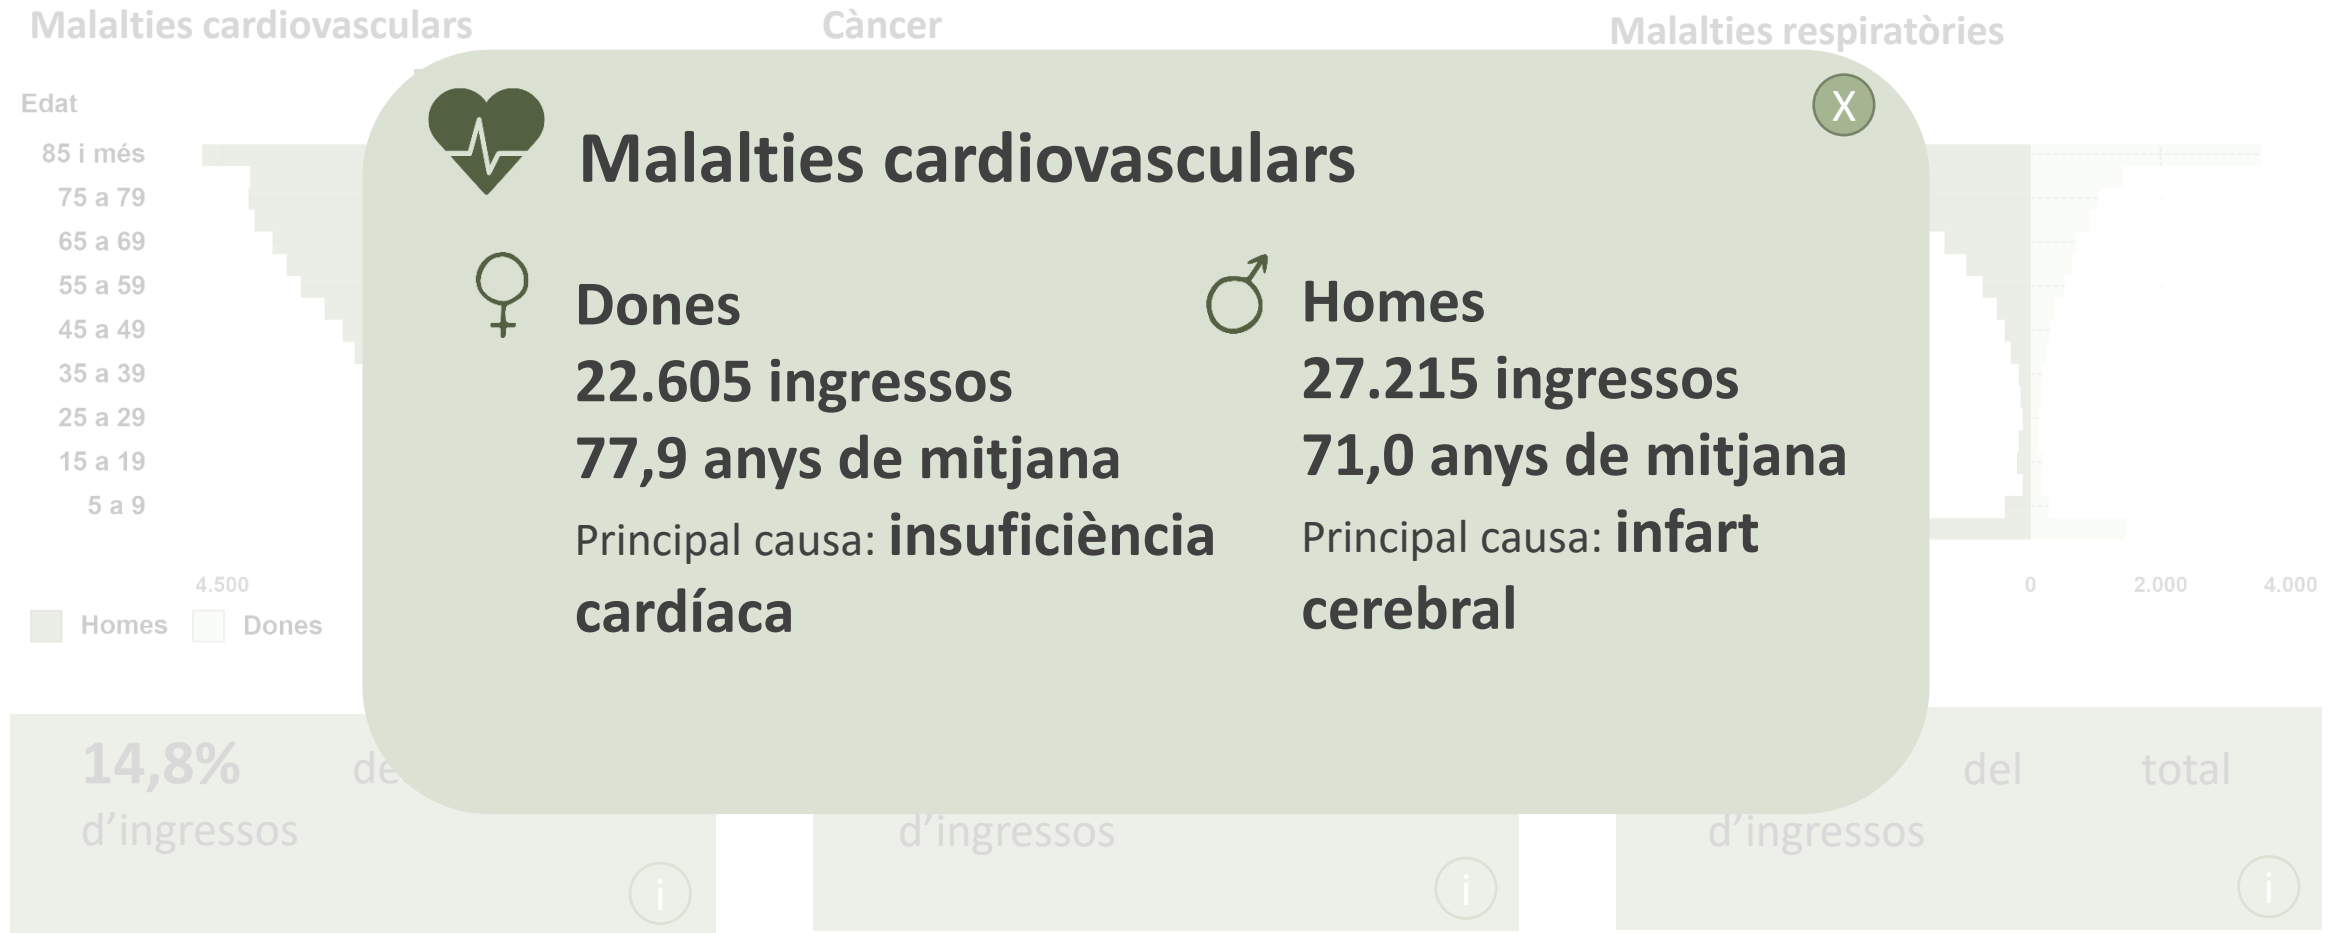 Malalties cardiovasculars
Càncer
Malalties respiratòries
Edat
85 i més
75 a 79
65 a 69
55 a 59
45 a 49
35 a 39
25 a 29
15 a 19
5 a 9
4.500
Homes
Dones
X
Malalties cardiovasculars
Dones
22.605 ingressos
77,9 anys de mitjana
Principal causa: insuficiència
cardíaca
Homes
27.215 ingressos
71,0 anys de mitjana
Principal causa: infart
cerebral
0 2.000 4.000
14,8%
d’ingressos
i
d’ingressos
i
del total
d’ingressos
i